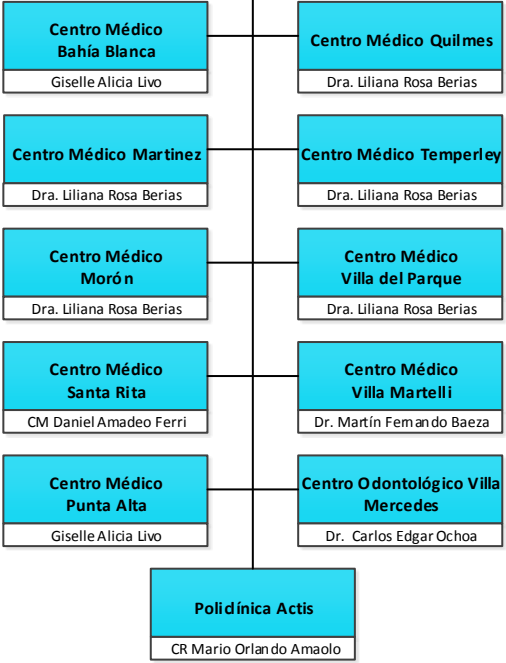 Centro Médico
Bahía Blanca
Giselle Alicia Livo
Centro Médico Quilmes
Dra. Liliana Rosa Berias
Centro Médico Martinez
Dra. Liliana Rosa Berias
Centro Médico Temperley
Dra. Liliana Rosa Berias
Centro Médico
Morón
Dra. Liliana Rosa Berias
Centro Médico
Villa del Parque
Dra. Liliana Rosa Berias
Centro Médico
Santa Rita
CM Daniel Amadeo Ferri
Centro Médico
Villa Martelli
Dr. Martín Fernando Baeza
Centro Médico
Punta Alta
Giselle Alicia Livo
Centro Odontológico Villa
Mercedes
Dr. Carlos Edgar Ochoa
Policlínica Actis
CR Mario Orlando Amaolo